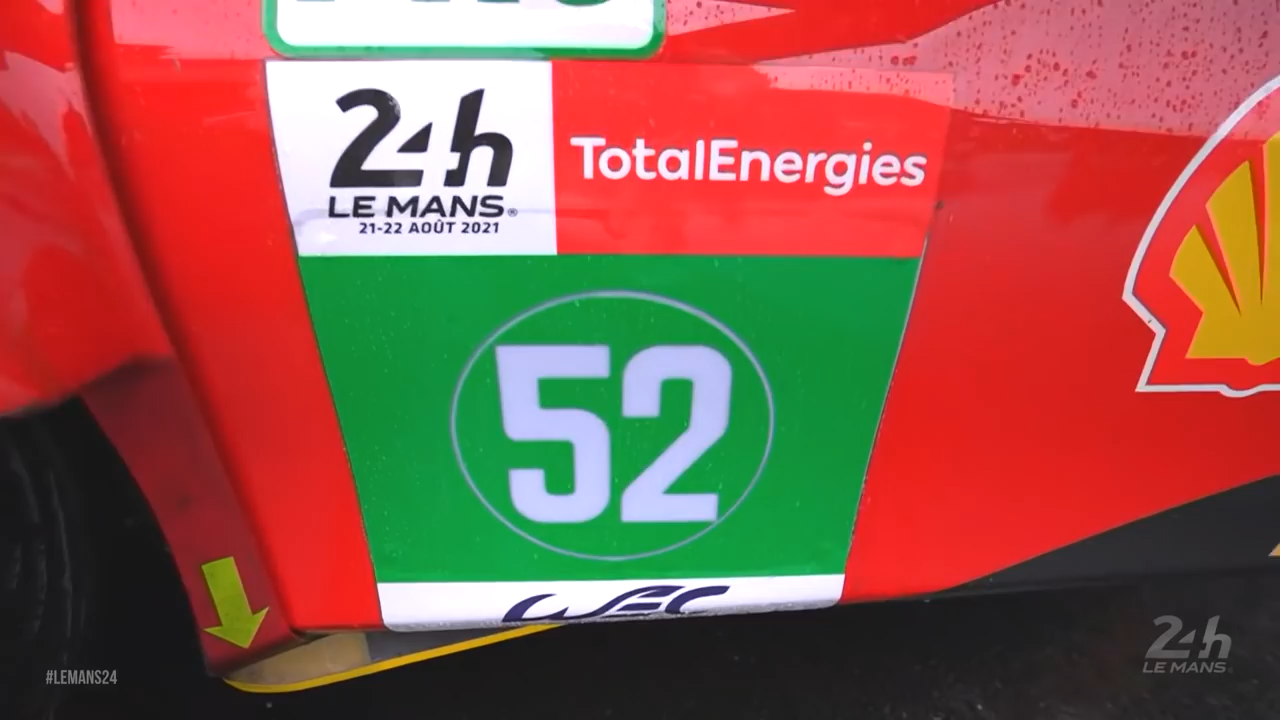 24h
LE MANS®
21-22 AOÛT 2021
TotalEnergies
52
WEC
#LEMANS24
24h
LE MANS